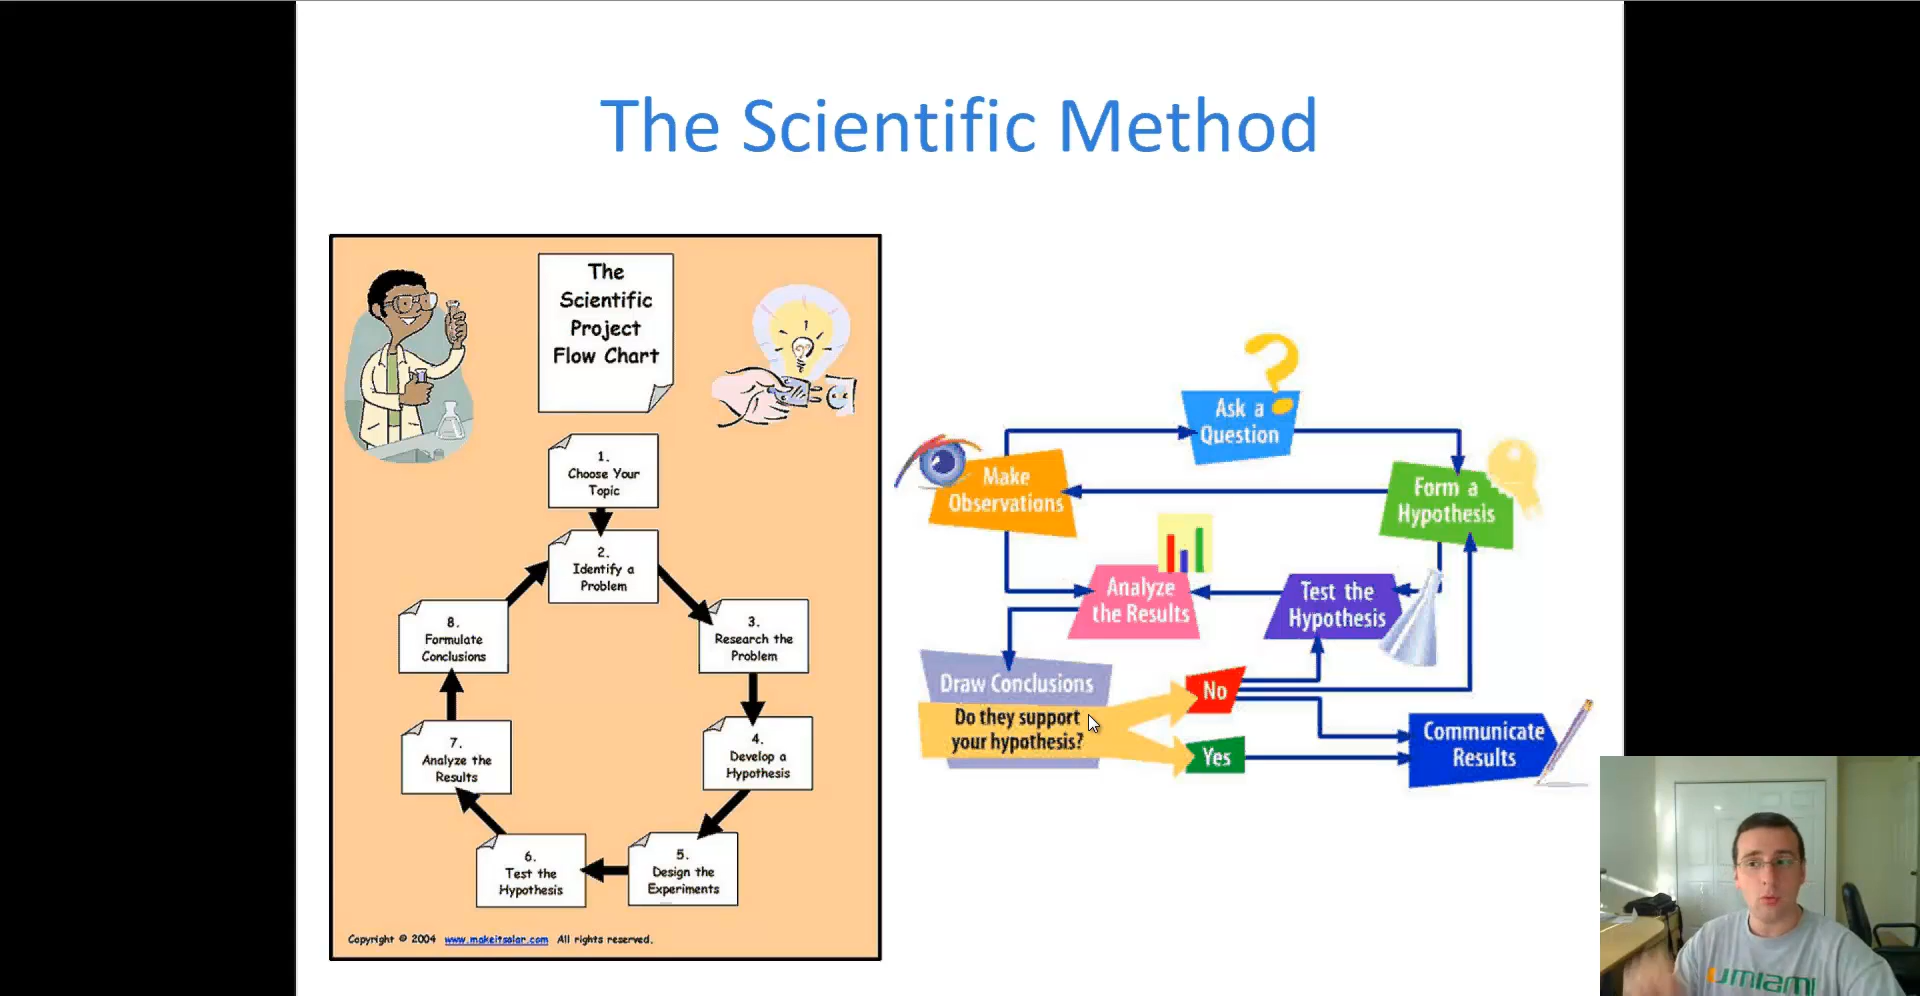 The Scientific Method
The
Scientific
Project
Flow Chart
1.
Choose Your
Topic
2.
Identify a
Problem
3.
Research the
Problem
4.
Develop a
Hypothesis
5.
Design the
Experiments
6.
Test the
Hypothesis
7.
Analyze the
Results
8.
Formulate
Conclusions
Copyright © 2004 www.makeitsolar.com All rights reserved.
Ask a
Question
?
Make
Observations
Form a
Hypothesis
Analyze
the Results
Test the
Hypothesis
Draw Conclusions
Do they support
your hypothesis?
No
Yes
Communicate
Results
UMIAMI